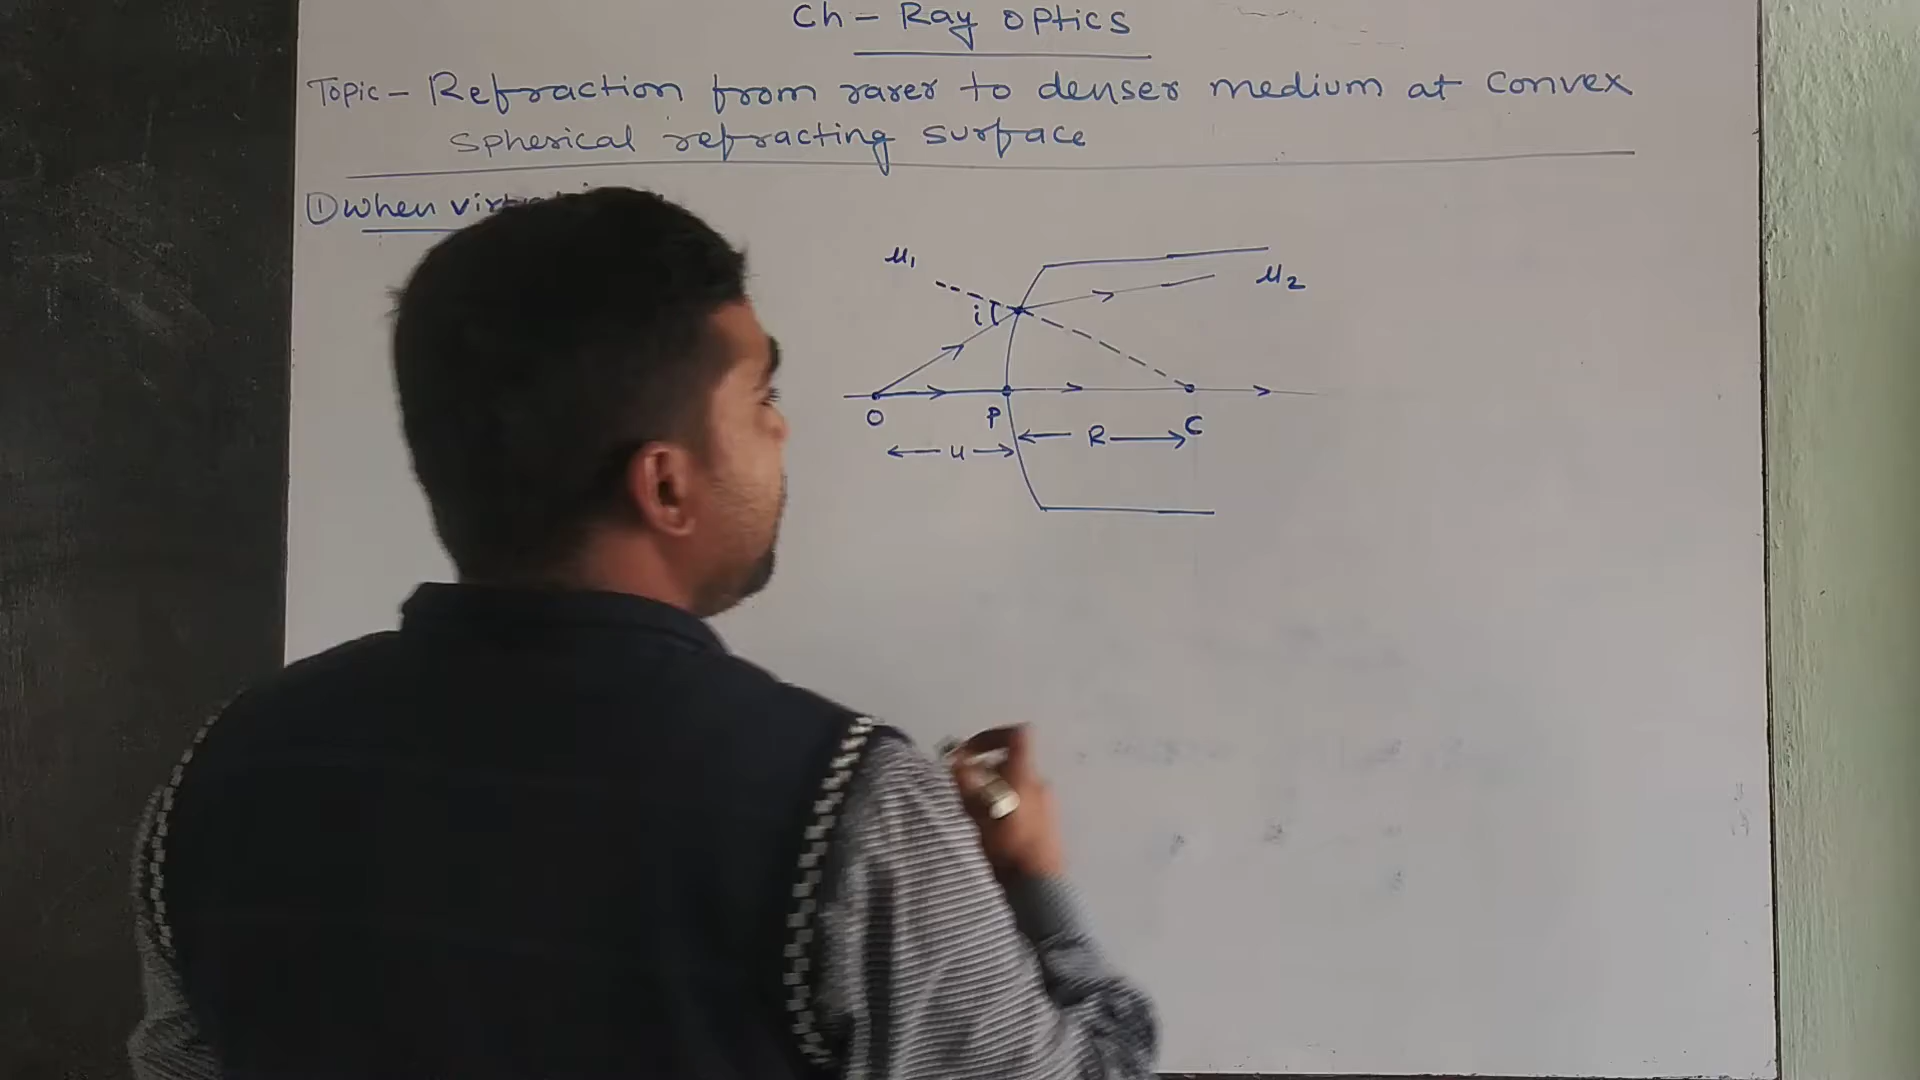 Ch - Ray optics
Topic - Refraction from rarer to denser medium at convex
spherical refracting surface
① When
μ₁
μ₂
i
O
P
C
R
u